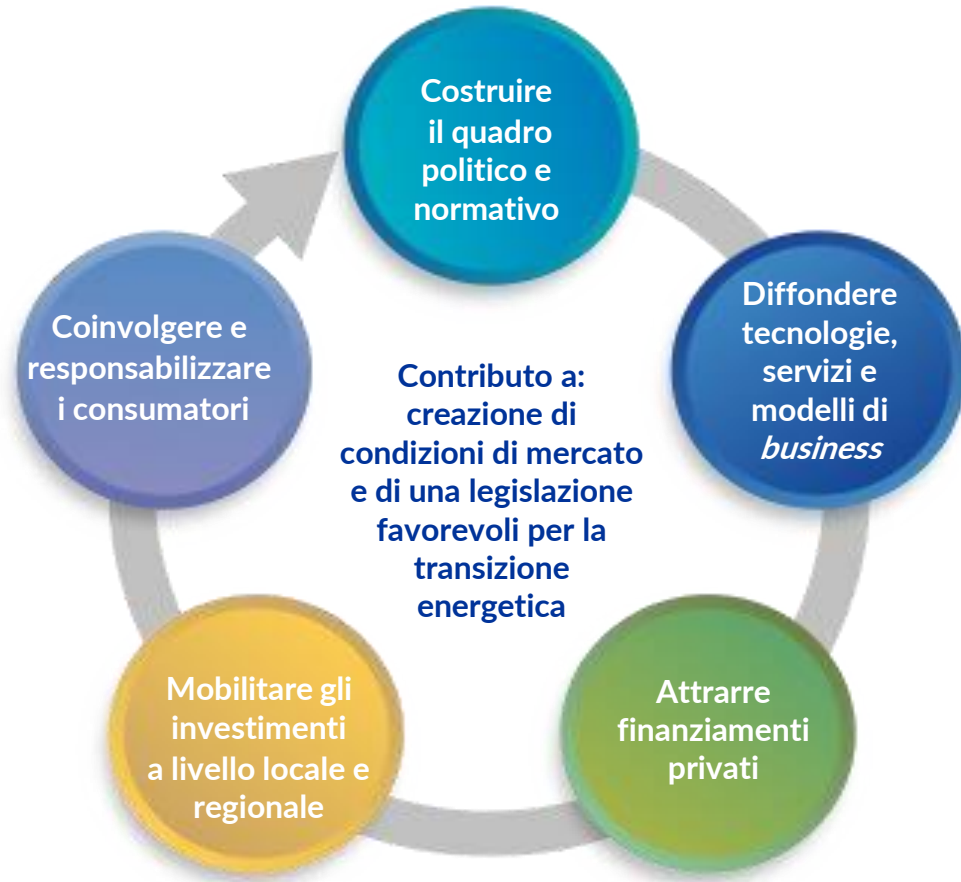 Costruire
il quadro
politico e
normativo
Diffondere
tecnologie,
servizi e
modelli di
business
Attrarre
finanziamenti
privati
Mobilitare gli
investimenti
a livello locale e
regionale
Coinvolgere e
responsabilizzare
i consumatori
Contributo a:
creazione di
condizioni di mercato
e di una legislazione
favorevoli per la
transizione
energetica